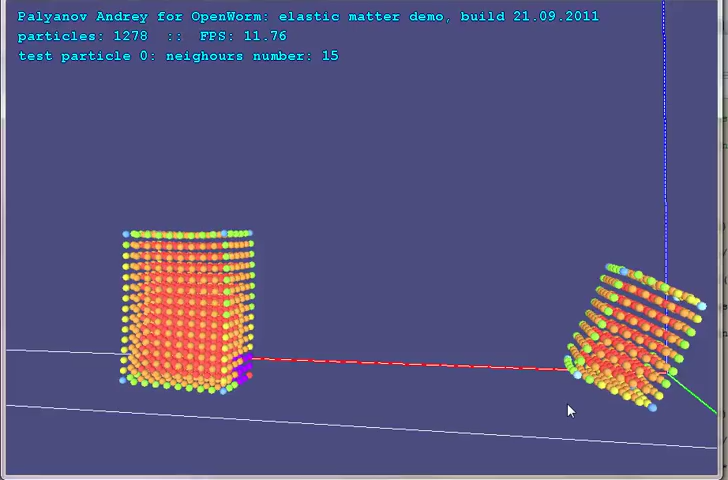 Palyanov Andrey for OpenWorm: elastic matter demo, build 21.09.2011
particles: 1278 :: FPS: 11.76
test particle 0: neighours number: 15